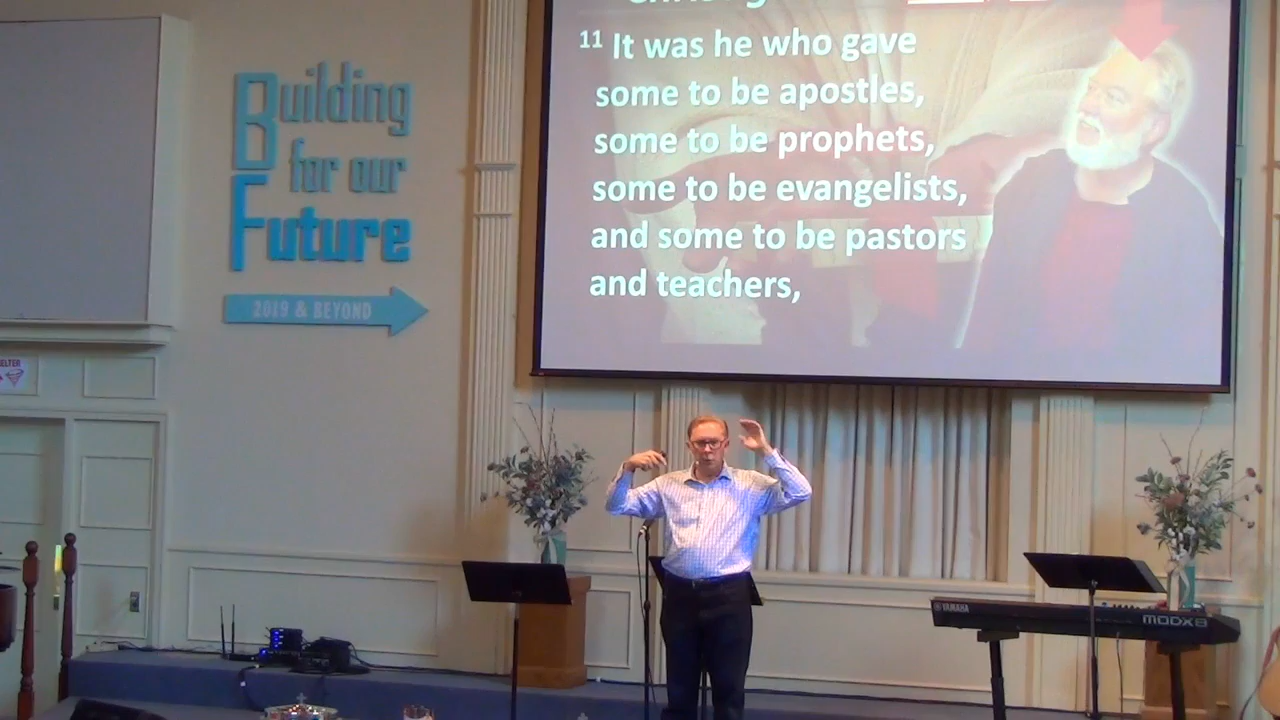 Building
for our
Future
2019 & BEYOND
11 It was he who gave
some to be apostles,
some to be prophets,
some to be evangelists,
and some to be pastors
and teachers,
YAMAHA
MODX8